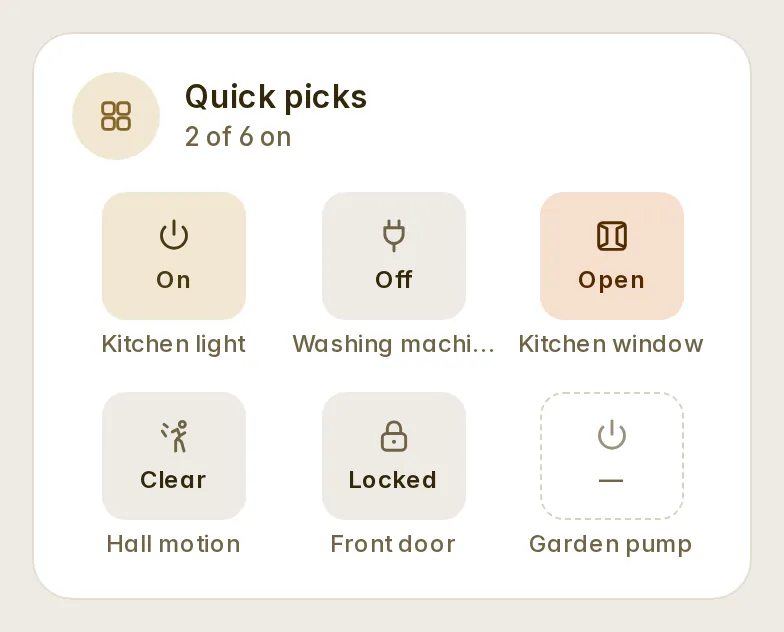 Quick picks
2 of 6 on
On
Off
Open
Kitchen light
Washing machi...
Kitchen window
Clear
Locked
—
Hall motion
Front door
Garden pump